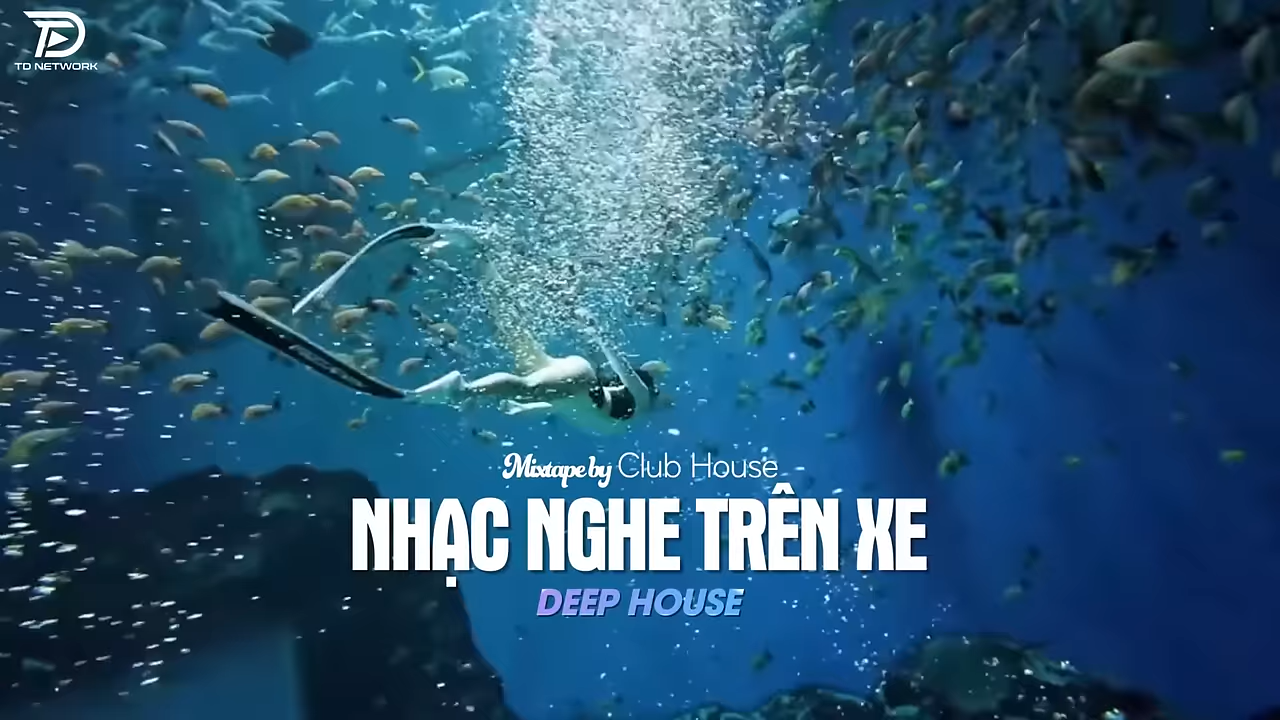 TD NETWORK
Mixtape by Club House
NHẠC NGHE TRÊN XE
DEEP HOUSE